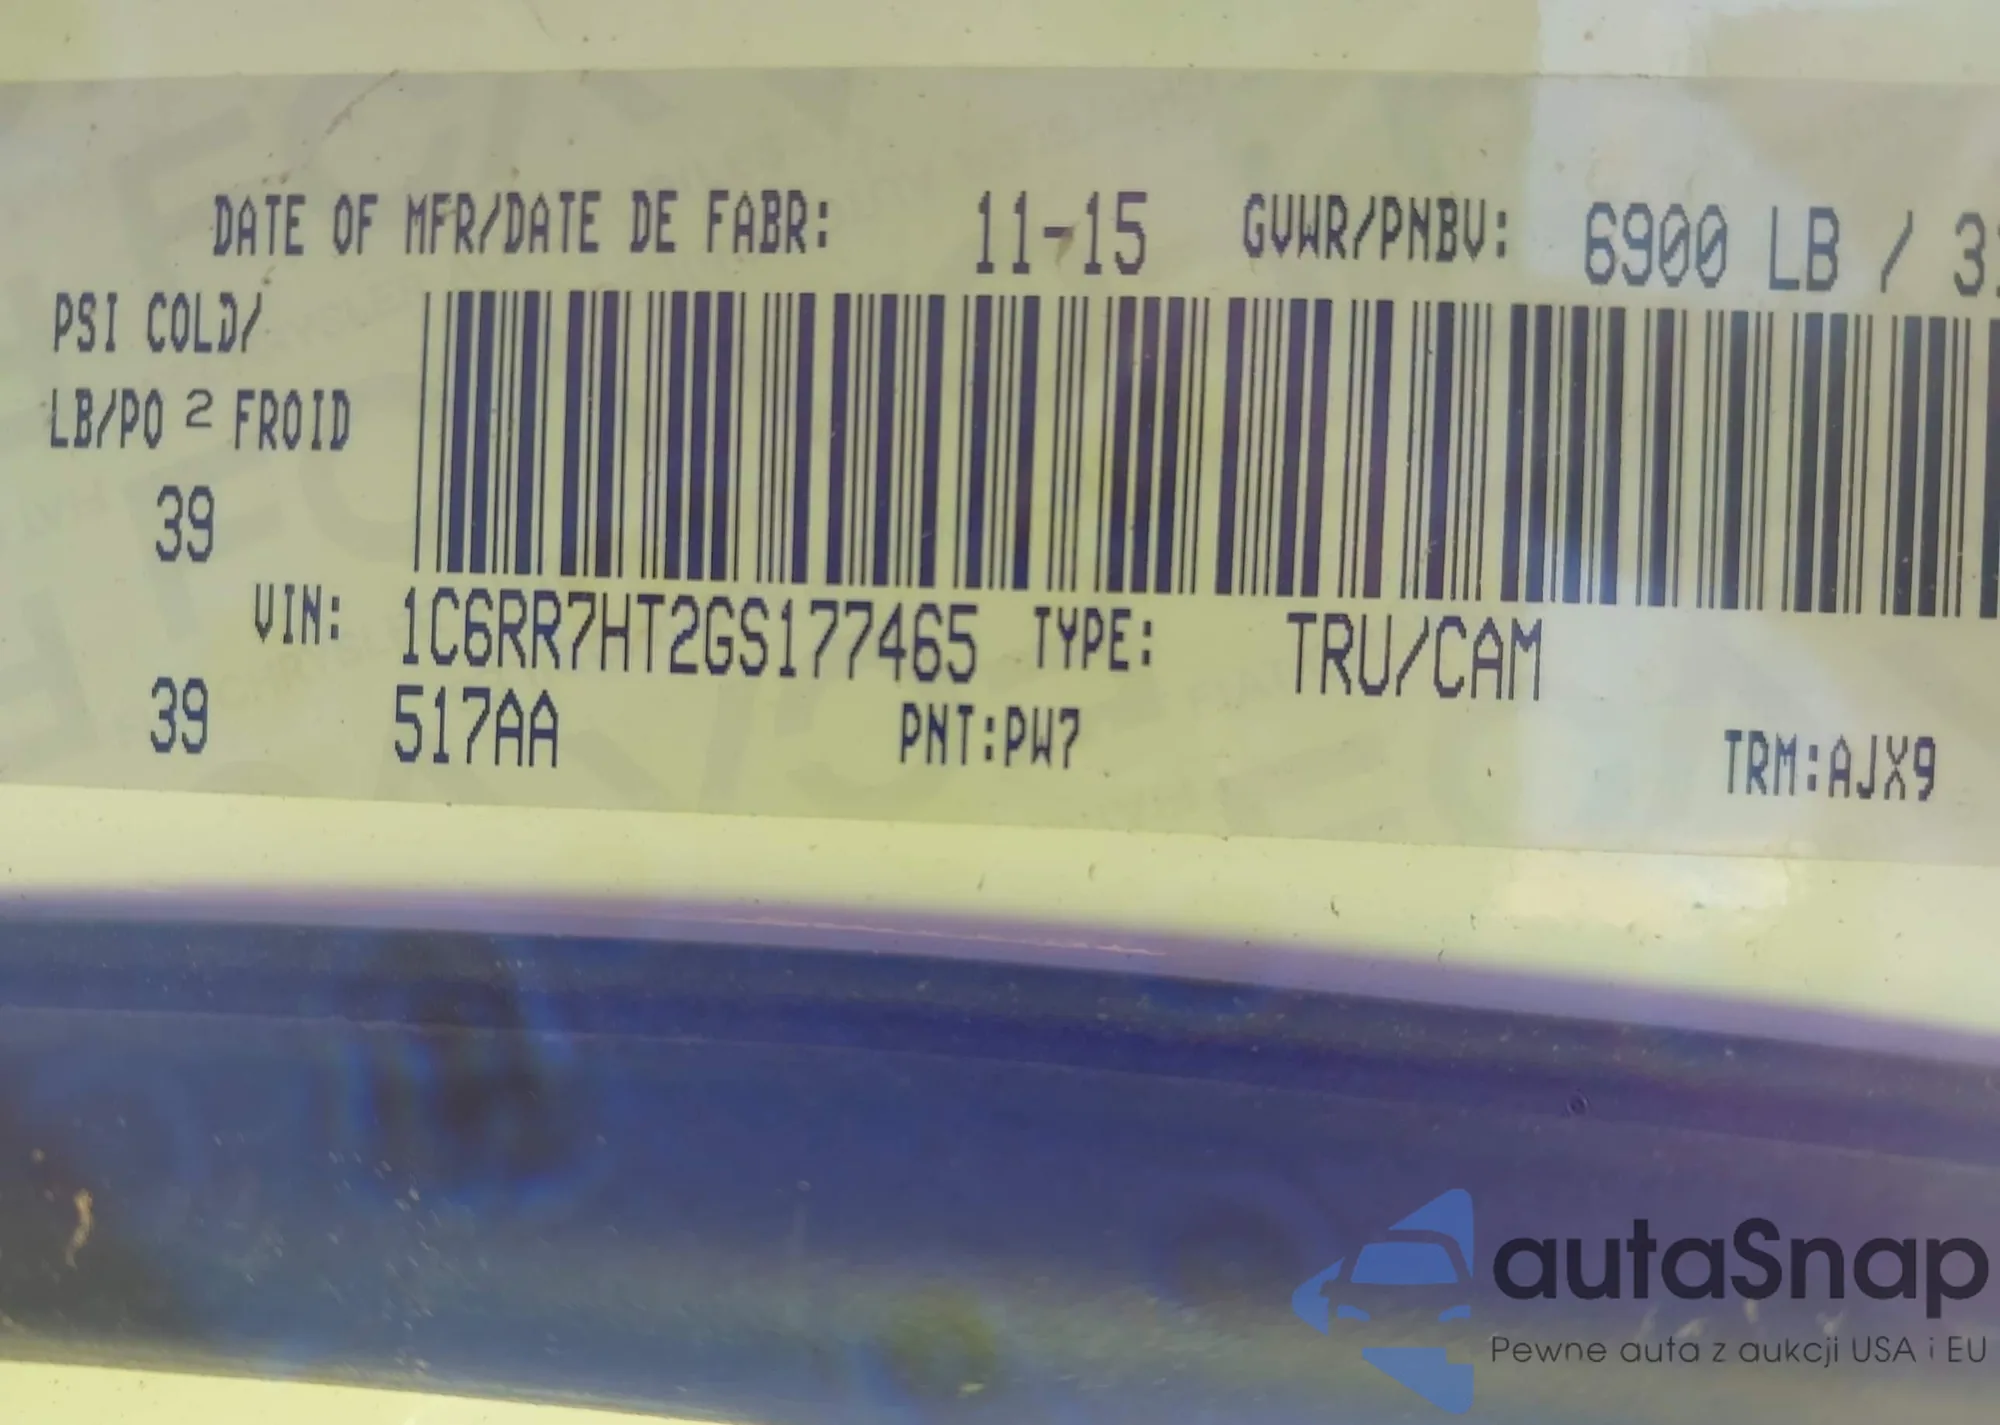 DATE OF MFR/DATE DE FABR: 11-15 GVWR/PNBV: 6900 LB / 3
PSI COLD/
LB/PO 2 FROID
39
VIN: 1C6RR7HT2GS177465 TYPE: TRU/CAM
39 517AA PNT:PW7 TRM:AJX9
autaSnap
Pewne auta z aukcji USA i EU